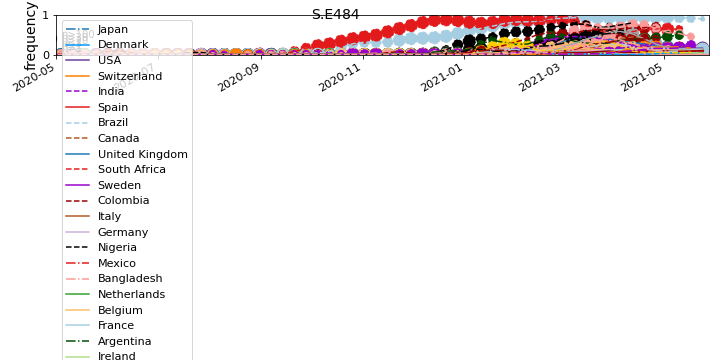 S.E484
1
0
frequency
2020-05
2020-07
2020-09
2020-11
2021-01
2021-03
2021-05
Japan
Denmark
USA
Switzerland
India
Spain
Brazil
Canada
United Kingdom
South Africa
Sweden
Colombia
Italy
Germany
Nigeria
Mexico
Bangladesh
Netherlands
Belgium
France
Argentina
Ireland